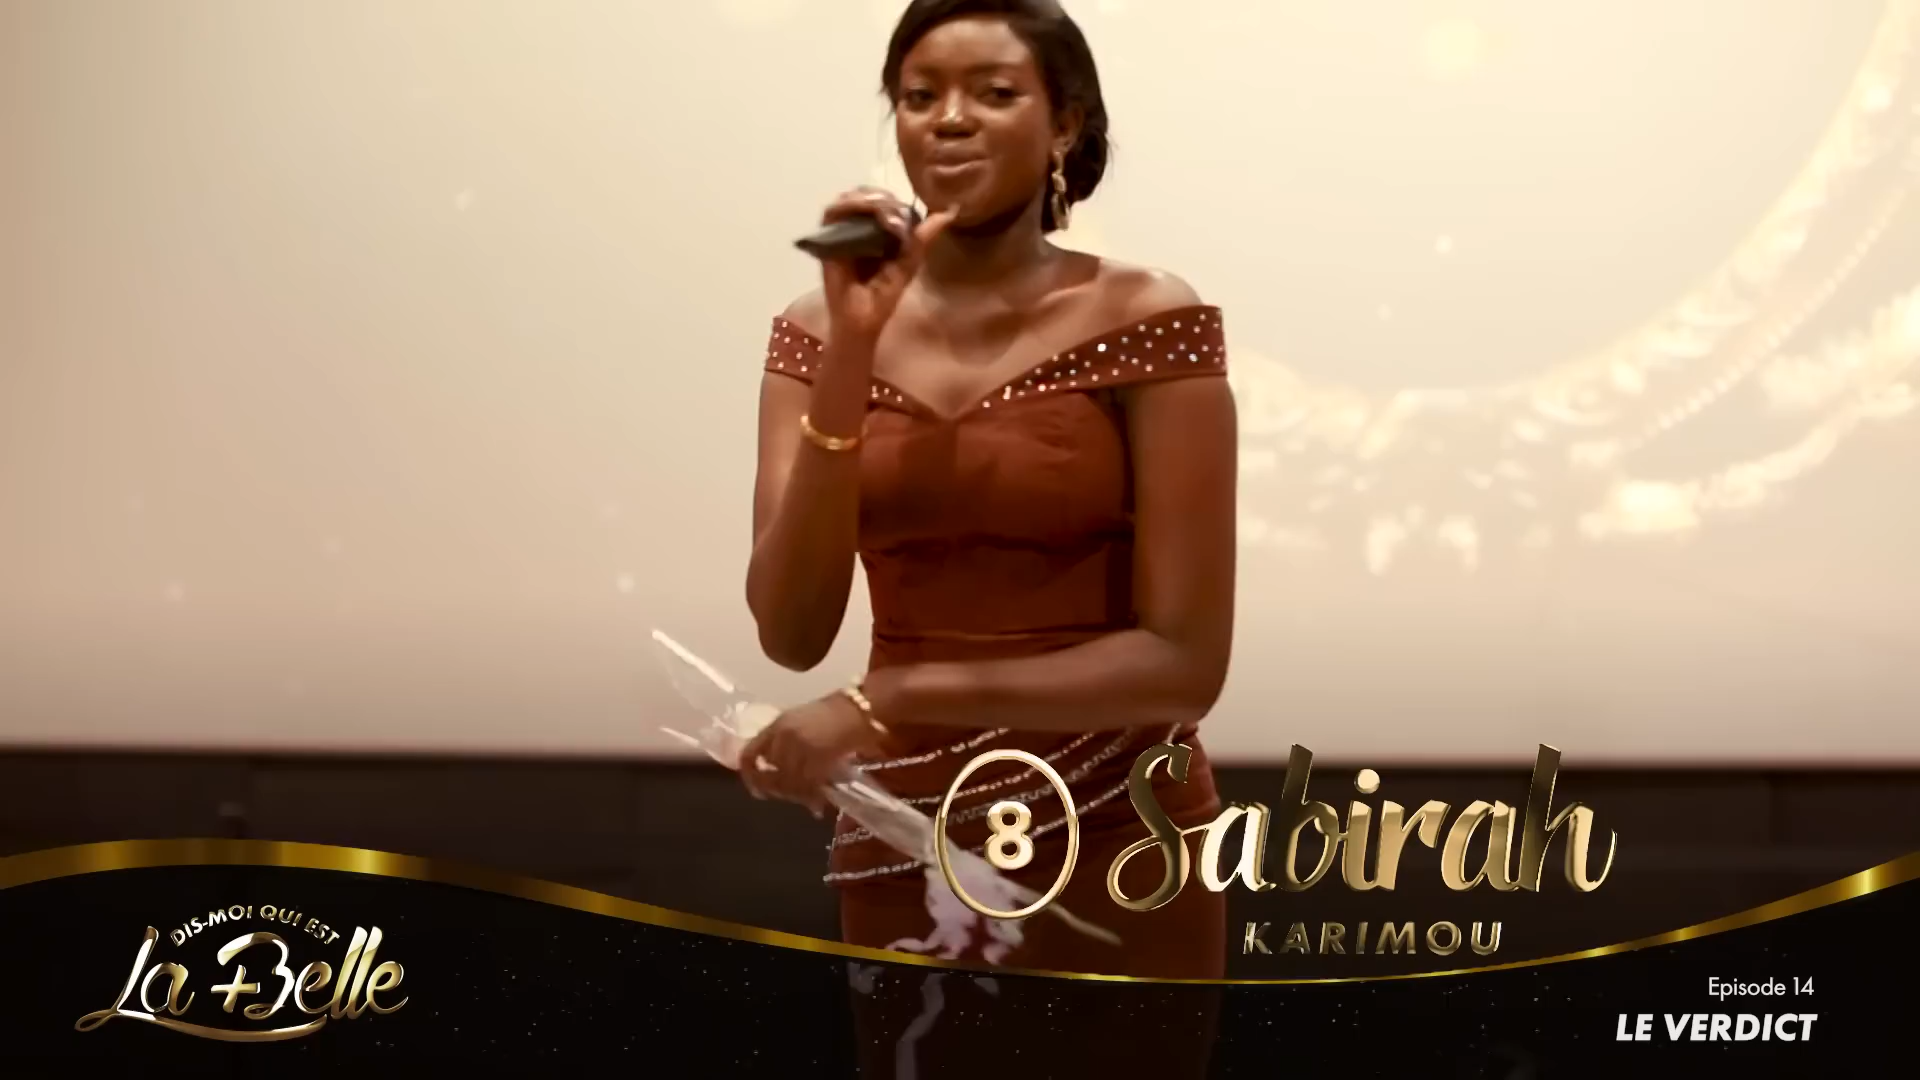 8
Sabirah
KARIMOU
DIS-MOI QUI EST
La Belle
Episode 14
LE VERDICT